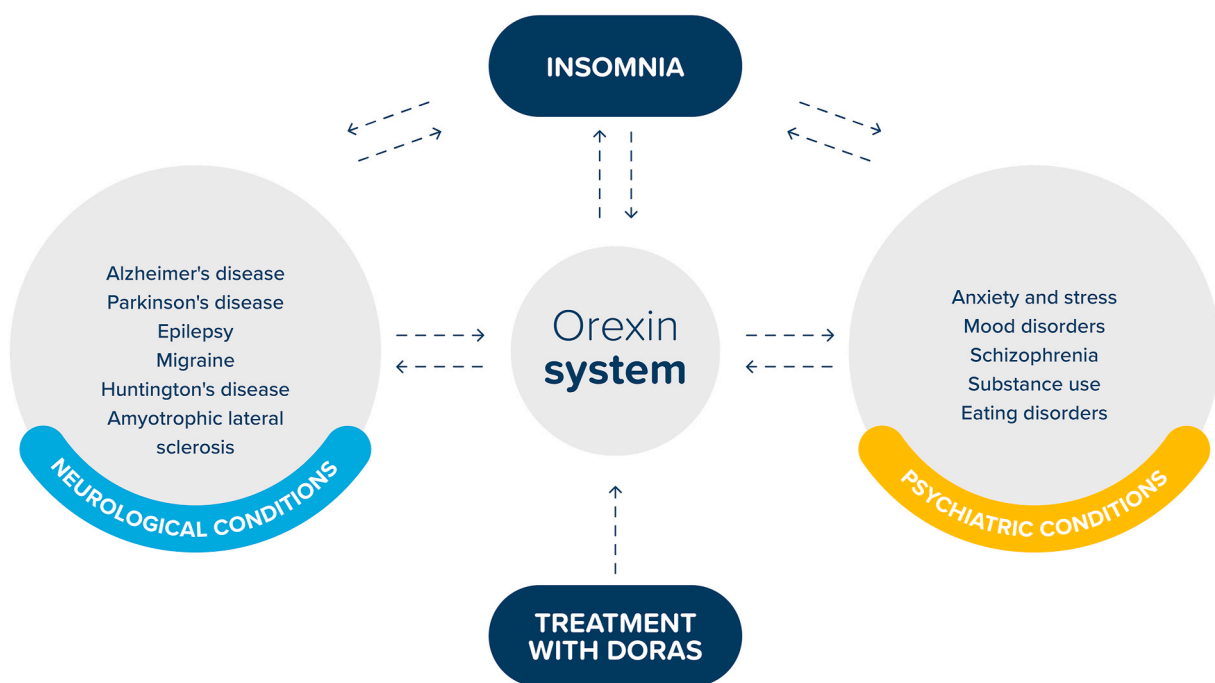 INSOMNIA
Alzheimer's disease
Parkinson's disease
Epilepsy
Migraine
Huntington's disease
Amyotrophic lateral
sclerosis
NEUROLOGICAL CONDITIONS
Orexin
system
Anxiety and stress
Mood disorders
Schizophrenia
Substance use
Eating disorders
PSYCHIATRIC CONDITIONS
TREATMENT
WITH DORAS